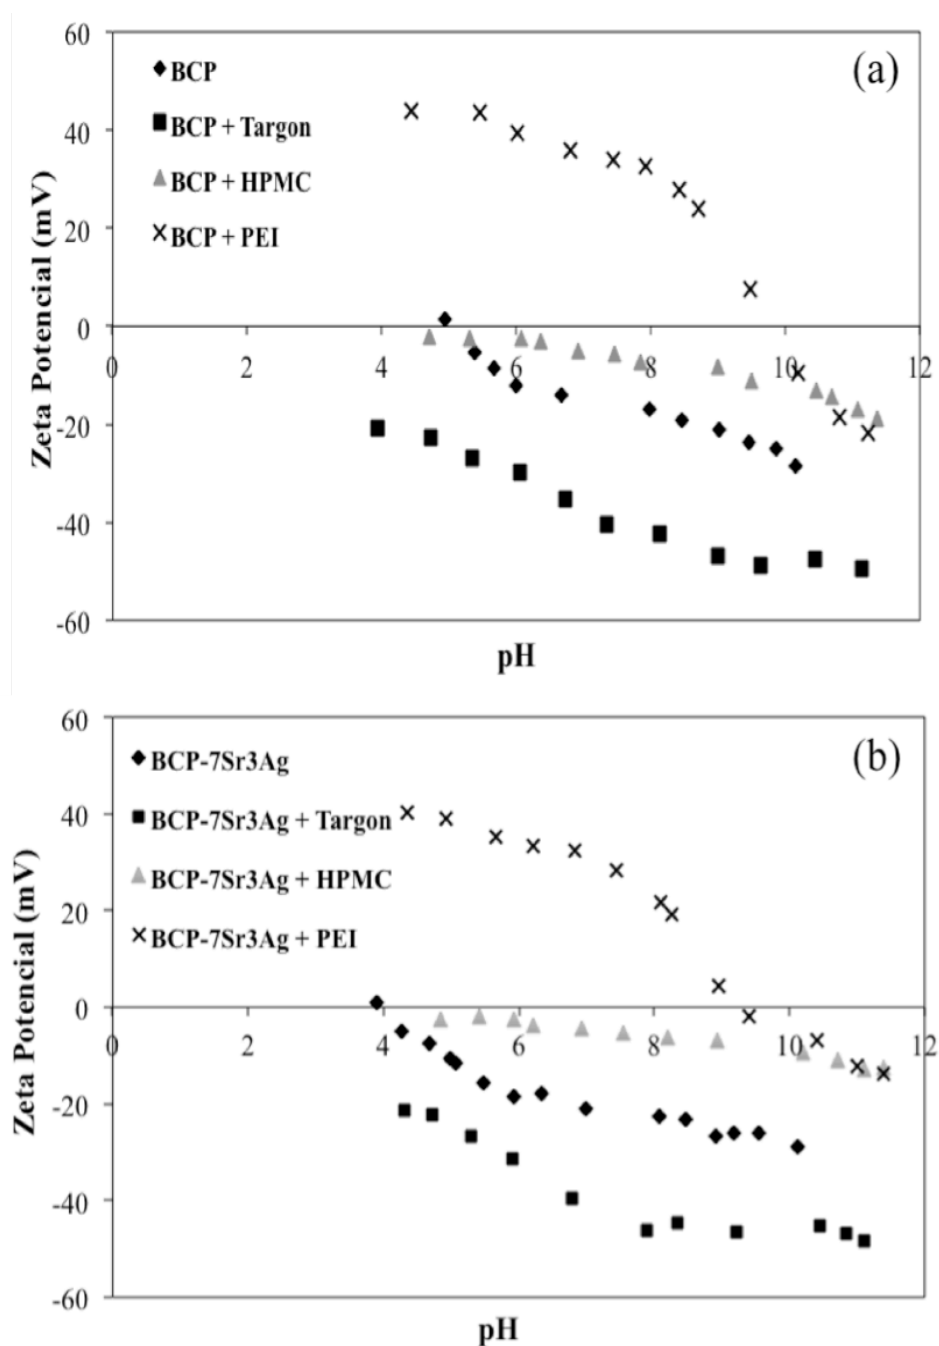 60
(a)
BCP
40
BCP + Targon
BCP + HPMC
20
BCP + PEI
0
0 2 4 6 8 10 12
-20
-40
-60
Zeta Potencial (mV)
pH
60
(b)
BCP-7Sr3Ag
40
BCP-7Sr3Ag + Targon
BCP-7Sr3Ag + HPMC
20
BCP-7Sr3Ag + PEI
0
0 2 4 6 8 10 12
-20
-40
-60
Zeta Potencial (mV)
pH